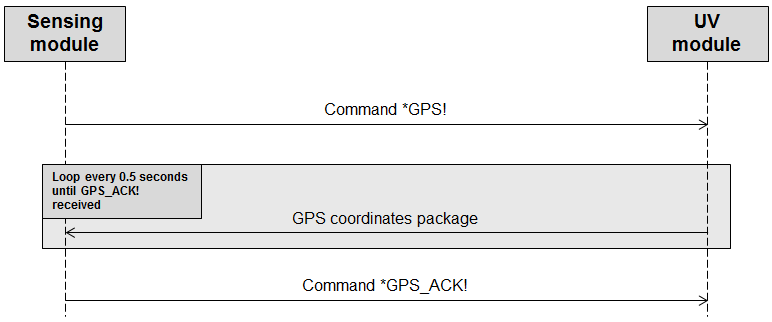 Sensing
module
UV
module
Command *GPS!
Loop every 0.5 seconds
until GPS_ACK!
received
GPS coordinates package
Command *GPS_ACK!